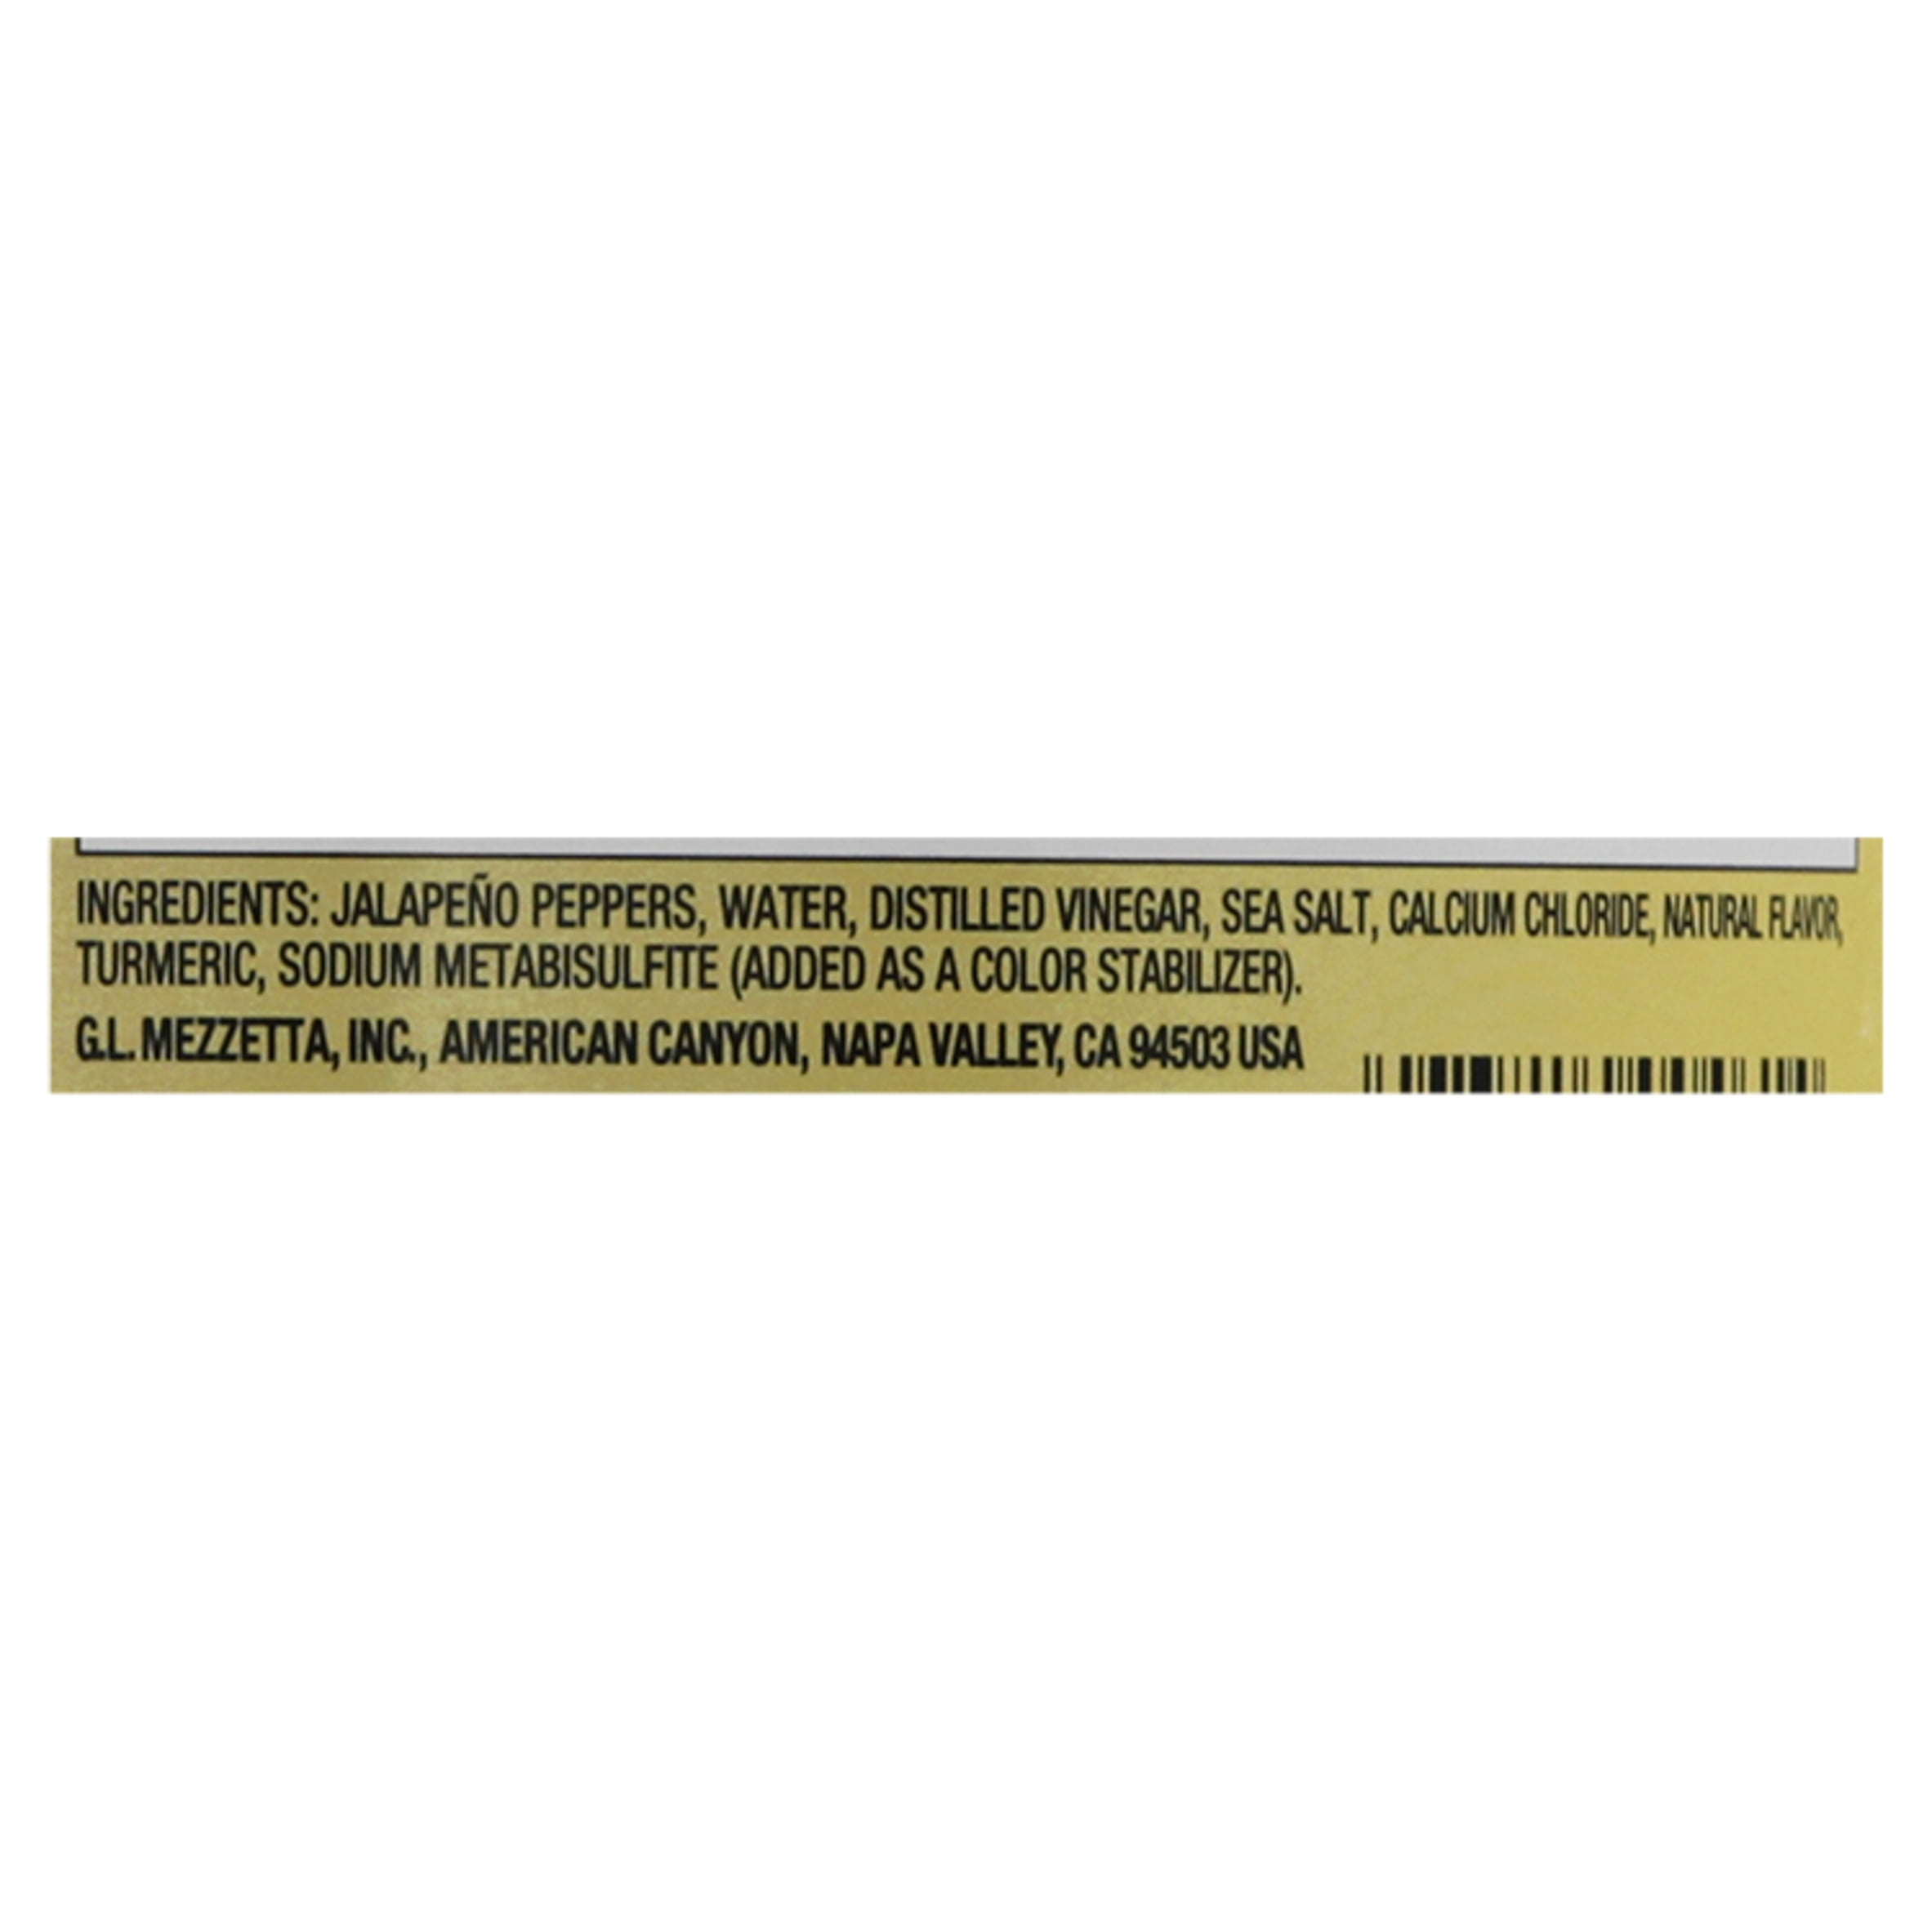 INGREDIENTS: JALAPEÑO PEPPERS, WATER, DISTILLED VINEGAR, SEA SALT, CALCIUM CHLORIDE, NATURAL FLAVOR,
TURMERIC, SODIUM METABISULFITE (ADDED AS A COLOR STABILIZER).
G.L. MEZZETTA, INC., AMERICAN CANYON, NAPA VALLEY, CA 94503 USA